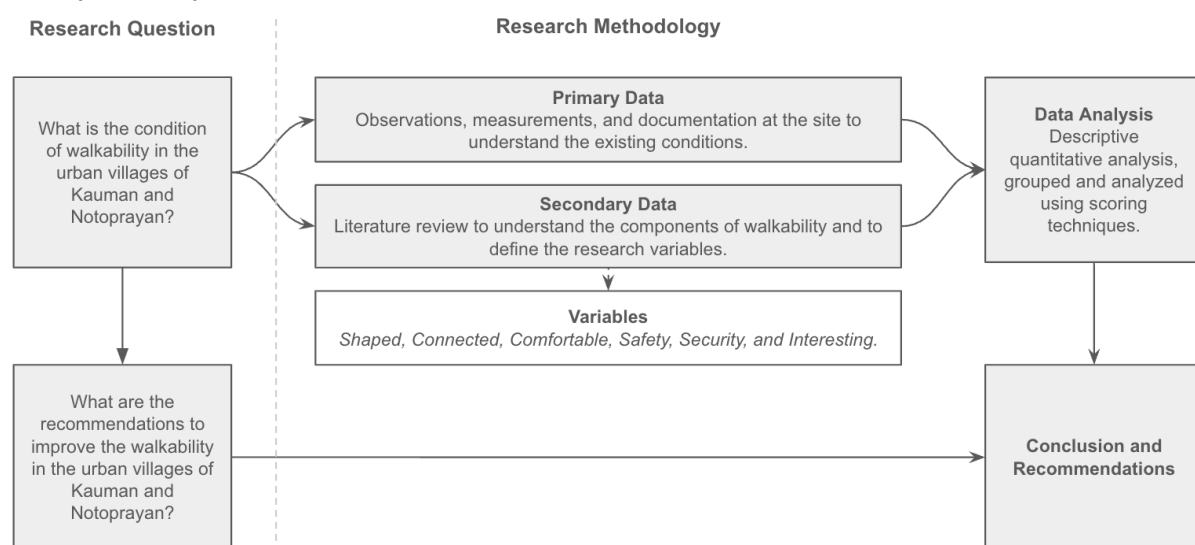 Research Question
Research Methodology
What is the condition
of walkability in the
urban villages of
Kauman and
Notoprayan?
Primary Data
Observations, measurements, and documentation at the site to
understand the existing conditions.
Secondary Data
Literature review to understand the components of walkability and to
define the research variables.
Variables
Shaped, Connected, Comfortable, Safety, Security, and Interesting.
Data Analysis
Descriptive
quantitative analysis,
grouped and analyzed
using scoring
techniques.
What are the
recommendations to
improve the walkability
in the urban villages of
Kauman and
Notoprayan?
Conclusion and
Recommendations